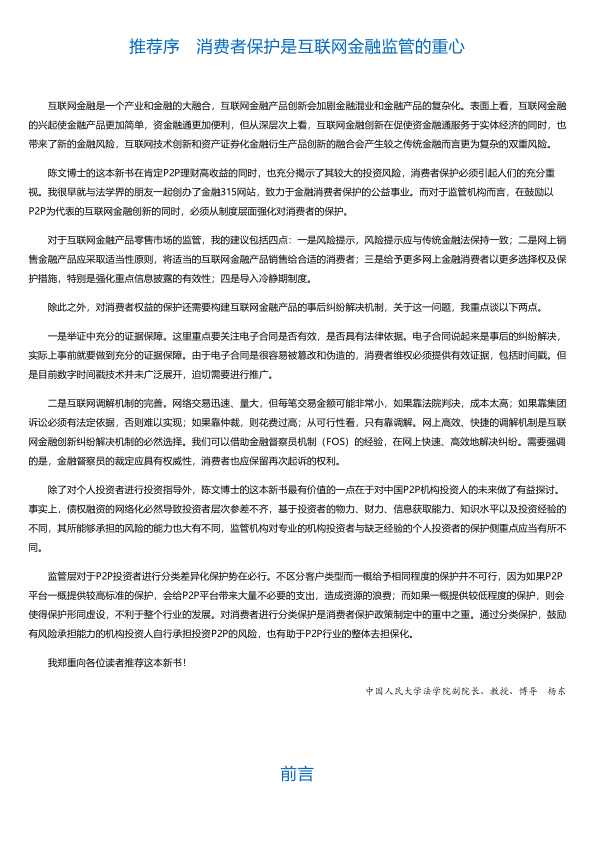 推荐序　消费者保护是互联网金融监管的重心
互联网金融是一个产业和金融的大融合，互联网金融产品创新会加剧金融混业和金融产品的复杂化。表面上看，互联网金融
的兴起使金融产品更加简单，资金融通更加便利，但从深层次上看，互联网金融创新在促使资金融通服务于实体经济的同时，也
带来了新的金融风险，互联网技术创新和资产证券化金融衍生产品创新的融合会产生较之传统金融而言更为复杂的双重风险。
陈文博士的这本新书在肯定P2P理财高收益的同时，也充分揭示了其较大的投资风险，消费者保护必须引起人们的充分重
视。我很早就与法学界的朋友一起创办了金融315网站，致力于金融消费者保护的公益事业。而对于监管机构而言，在鼓励以
P2P为代表的互联网金融创新的同时，必须从制度层面强化对消费者的保护。
对于互联网金融产品零售市场的监管，我的建议包括四点：一是风险提示，风险提示应与传统金融法保持一致；二是网上销
售金融产品应采取适当性原则，将适当的互联网金融产品销售给合适的消费者；三是给予更多网上金融消费者以更多选择权及保
护措施，特别是强化重点信息披露的有效性；四是导入冷静期制度。
除此之外，对消费者权益的保护还需要构建互联网金融产品的事后纠纷解决机制，关于这一问题，我重点谈以下两点。
一是举证中充分的证据保障。这里重点要关注电子合同是否有效，是否具有法律依据。电子合同说起来是事后的纠纷解决，
实际上事前就要做到充分的证据保障。由于电子合同是很容易被篡改和伪造的，消费者维权必须提供有效证据，包括时间戳。但
是目前数字时间戳技术并未广泛展开，迫切需要进行推广。
二是互联网调解机制的完善。网络交易迅速、量大，但每笔交易金额可能非常小，如果靠法院判决，成本太高；如果靠集团
诉讼必须有法定依据，否则难以实现；如果靠仲裁，则花费过高；从可行性看，只有靠调解。网上高效、快捷的调解机制是互联
网金融创新纠纷解决机制的必然选择。我们可以借助金融督察员机制（FOS）的经验，在网上快速、高效地解决纠纷。需要强调
的是，金融督察员的裁定应具有权威性，消费者也应保留再次起诉的权利。
除了对个人投资者进行投资指导外，陈文博士的这本新书最有价值的一点在于对中国P2P机构投资人的未来做了有益探讨。
事实上，债权融资的网络化必然导致投资者层次参差不齐，基于投资者的物力、财力、信息获取能力、知识水平以及投资经验的
不同，其所能够承担的风险的能力也大有不同，监管机构对专业的机构投资者与缺乏经验的个人投资者的保护侧重点应当有所不
同。
监管层对于P2P投资者进行分类差异化保护势在必行。不区分客户类型而一概给予相同程度的保护并不可行，因为如果P2P
平台一概提供较高标准的保护，会给P2P平台带来大量不必要的支出，造成资源的浪费；而如果一概提供较低程度的保护，则会
使得保护形同虚设，不利于整个行业的发展。对消费者进行分类保护是消费者保护政策制定中的重中之重。通过分类保护，鼓励
有风险承担能力的机构投资人自行承担投资P2P的风险，也有助于P2P行业的整体去担保化。
我郑重向各位读者推荐这本新书！
中国人民大学法学院副院长、教授、博导　杨东
前言